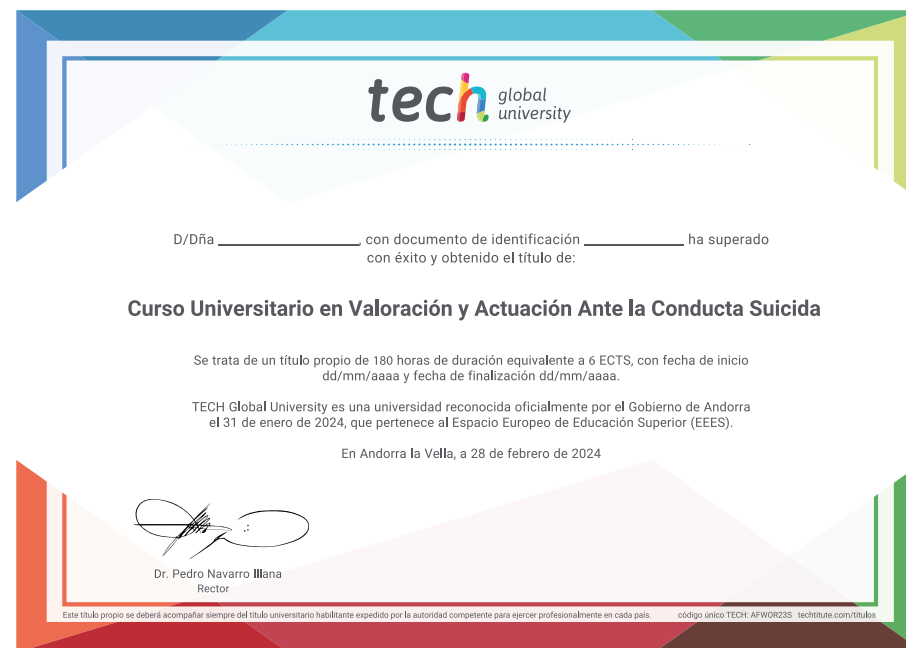 tech global university
D/Dña ____________, con documento de identificación ____________ ha superado
con éxito y obtenido el título de:
Curso Universitario en Valoración y Actuación Ante la Conducta Suicida
Se trata de un título propio de 180 horas de duración equivalente a 6 ECTS, con fecha de inicio
dd/mm/aaaa y fecha de finalización dd/mm/aaaa.
TECH Global University es una universidad reconocida oficialmente por el Gobierno de Andorra
el 31 de enero de 2024, que pertenece al Espacio Europeo de Educación Superior (EEES).
En Andorra la Vella, a 28 de febrero de 2024
Dr. Pedro Navarro Illana
Rector
Este título propio se deberá acompañar siempre del título universitario habilitante expedido por la autoridad competente para ejercer profesionalmente en cada país. código único TECH: AFWOR23S techtitute.com/titulos